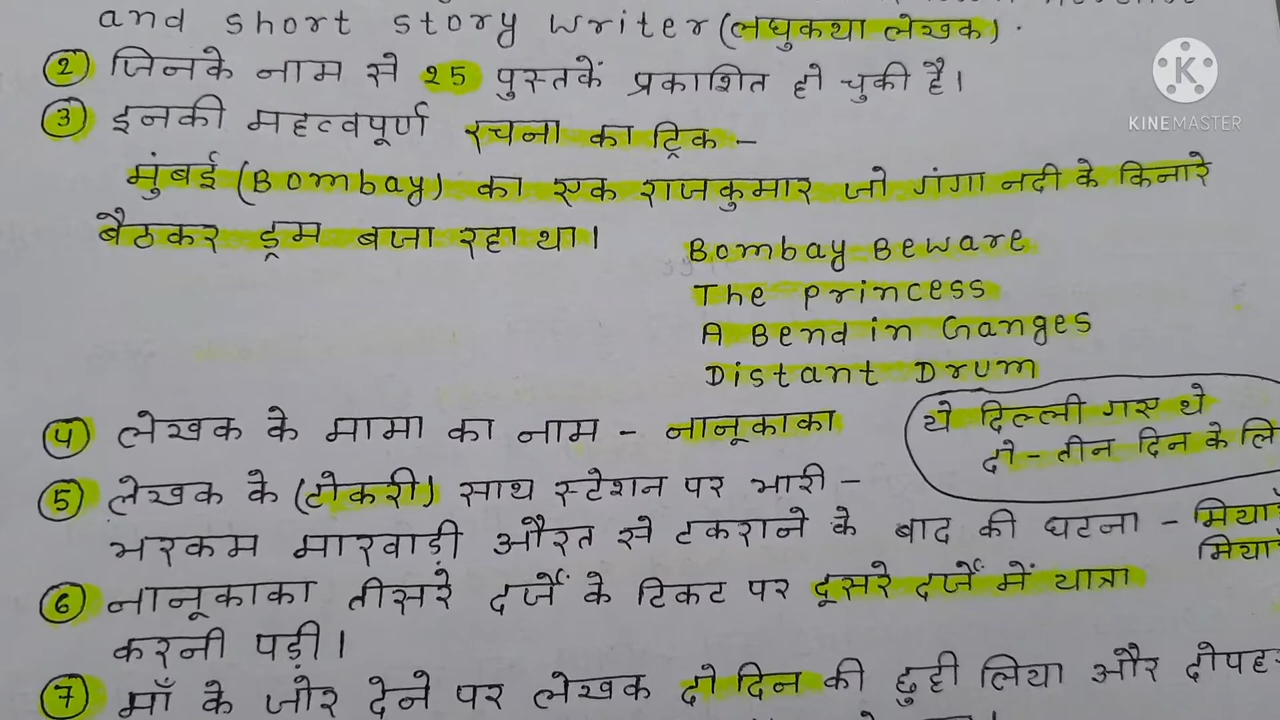 and short story writer (लघुकथा लेखक).
② जिनके नाम से 25 पुस्तकें प्रकाशित हो चुकी है।
③ इनकी महत्वपूर्ण रचना का ट्रिक -
मुंबई (Bombay) का एक राजकुमार जो गंगा नदी के किनारे
बैठकर ड्रम बजा रहा था।
Bombay Beware
The Princess
A Bend in Ganges
Distant Drum
④ लेखक के मामा का नाम - नानूकाका
ये दिल्ली गए थे
दो-तीन दिन के लि
⑤ लेखक के (टोकरी) साथ स्टेशन पर भारी -
भरकम मारवाड़ी औरत से टकराने के बाद की घटना - मिया
मिया
⑥ नानूकाका तीसरे दर्जे के टिकट पर दूसरे दर्जे में यात्रा
करनी पड़ी।
⑦ माँ के जोर देने पर लेखक दो दिन की छुट्टी लिया और दोपह
KINEMASTER